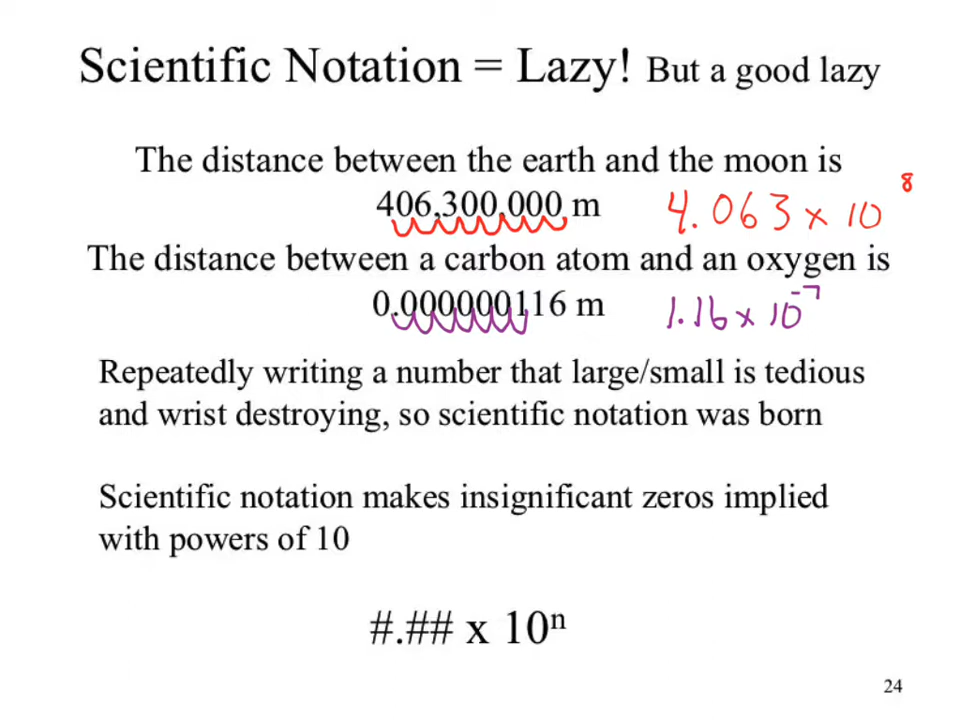 Scientific Notation = Lazy! But a good lazy
The distance between the earth and the moon is
406,300,000 m 4.063 x 10⁸
The distance between a carbon atom and an oxygen is
0.000000116 m 1.16 x 10⁻⁷
Repeatedly writing a number that large/small is tedious
and wrist destroying, so scientific notation was born
Scientific notation makes insignificant zeros implied
with powers of 10
#.## x 10ⁿ
24